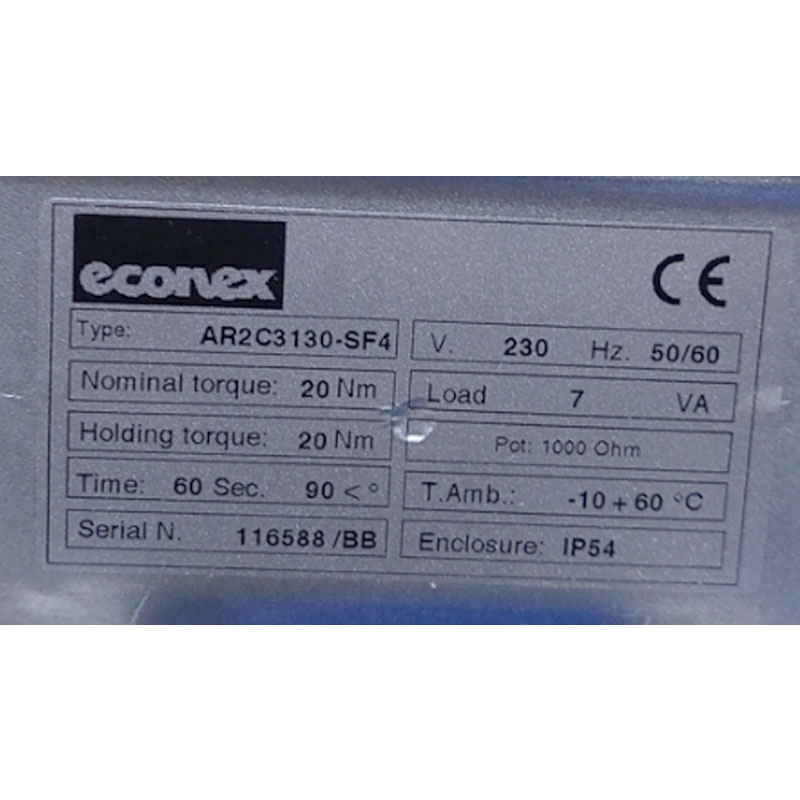 econex
CE
Type: AR2C3130-SF4
V. 230 Hz. 50/60
Nominal torque: 20 Nm
Load 7 VA
Holding torque: 20 Nm
Pot: 1000 Ohm
Time: 60 Sec. 90 < °
T.Amb.: -10 + 60 °C
Serial N. 116588 /BB
Enclosure: IP54